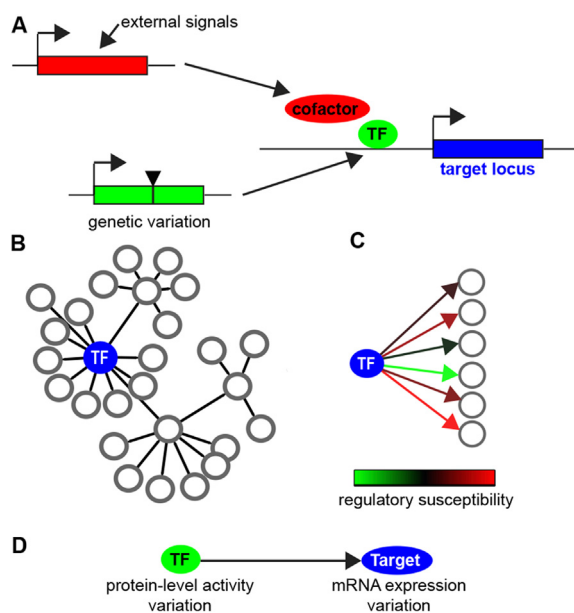 A
external signals
cofactor
TF
target locus
genetic variation
B
TF
C
TF
regulatory susceptibility
D
TF
Target
protein-level activity
variation
mRNA expression
variation